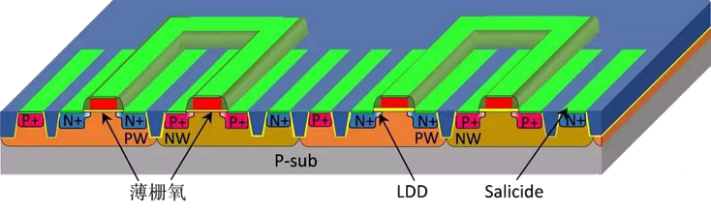 P+ N+ N+ P+ P+ N+ P+ N+ N+ P+ P+ N+
PW NW PW NW
P-sub
薄栅氧 LDD Salicide